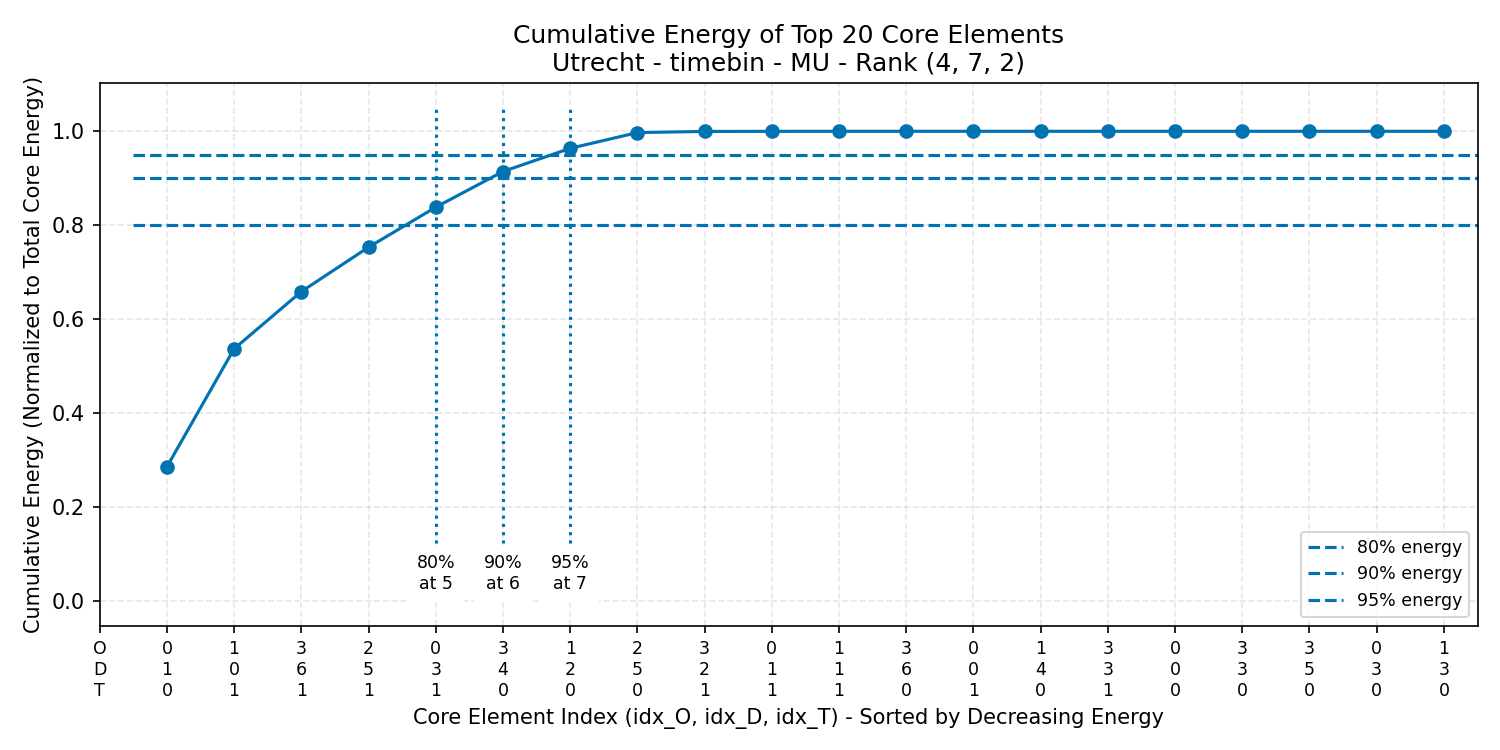 Cumulative Energy of Top 20 Core Elements
Utrecht - timebin - MU - Rank (4, 7, 2)
Cumulative Energy (Normalized to Total Core Energy)
1.0
0.8
0.6
0.4
0.2
0.0
80% 90% 95%
at 5 at 6 at 7
80% energy
90% energy
95% energy
O 0 1 3 2 0 3 1 2 3 0 1 3 0 1 3 0 3 3 0 1
D 1 0 6 5 3 4 2 5 2 1 1 6 0 4 3 0 3 5 3 3
T 0 1 1 1 1 0 0 0 1 1 1 0 1 0 1 0 0 0 0 0
Core Element Index (idx_O, idx_D, idx_T) - Sorted by Decreasing Energy